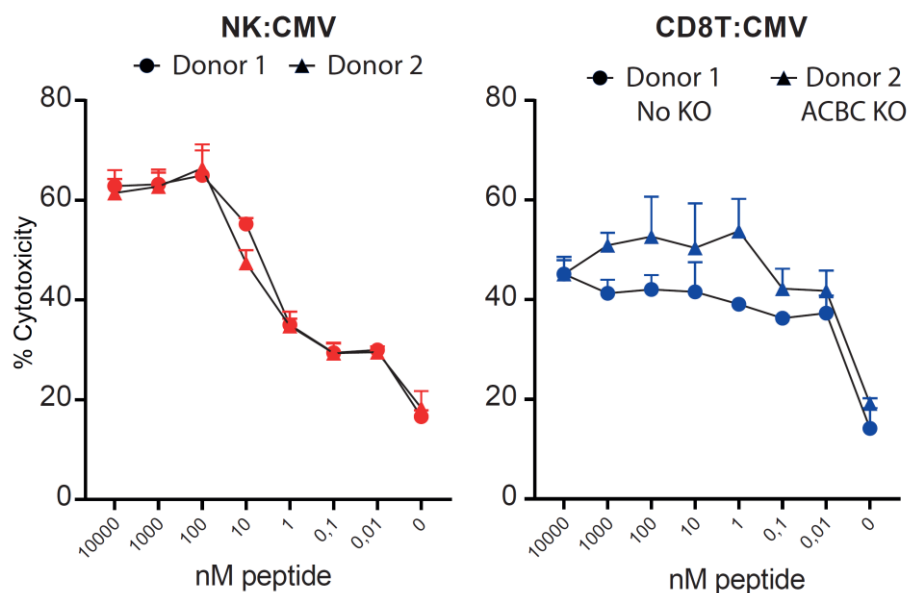 NK:CMV
Donor 1 Donor 2
% Cytotoxicity
80
60
40
20
0
10000 1000 100 10 1 0,1 0,01 0
nM peptide
CD8T:CMV
Donor 1 Donor 2
No KO ACBC KO
80
60
40
20
0
10000 1000 100 10 1 0,1 0,01 0
nM peptide